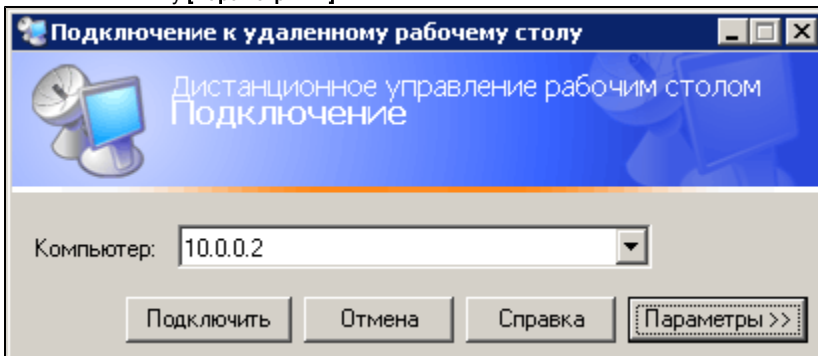 Подключение к удаленному рабочему столу
Дистанционное управление рабочим столом
Подключение
Компьютер: 10.0.0.2
Подключить Отмена Справка Параметры >>